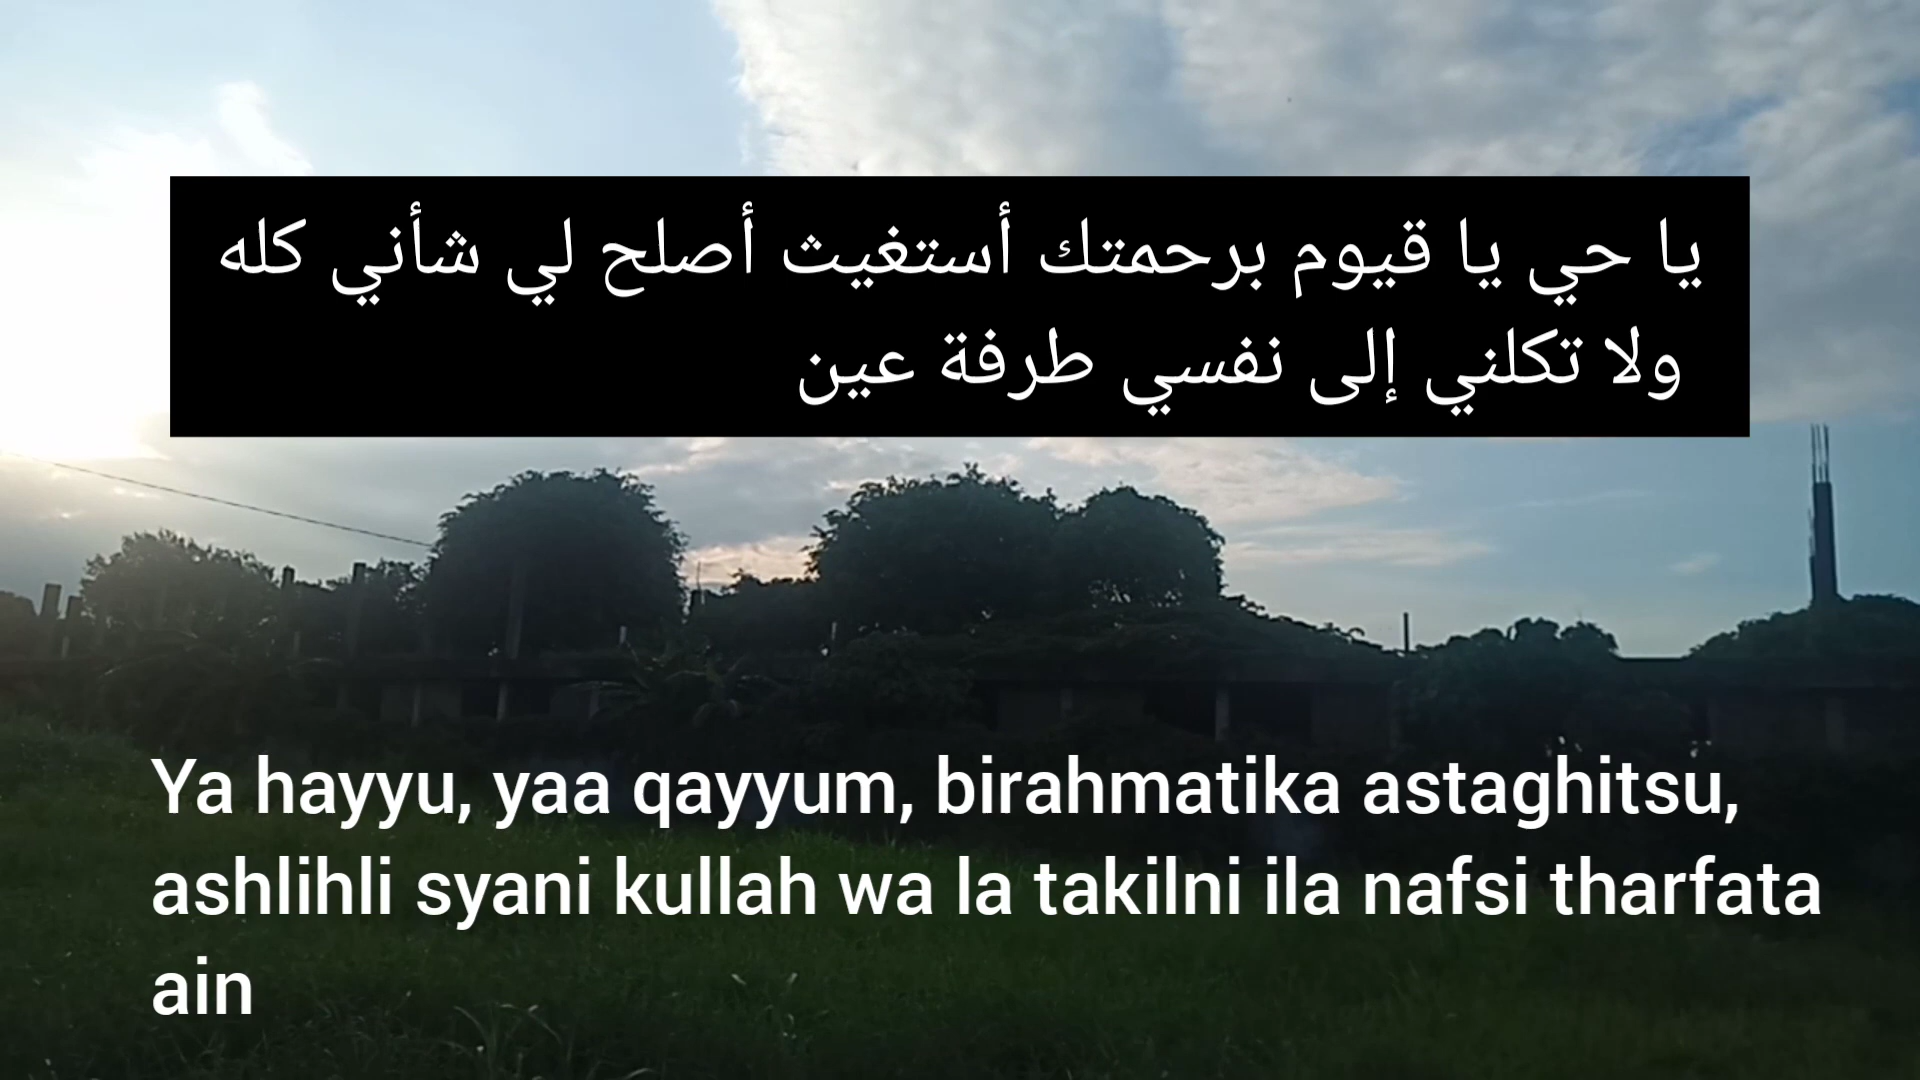 يا حي يا قيوم برحمتك أستغيث أصلح لي شأني كله
ولا تكلني إلى نفسي طرفة عين
Ya hayyu, yaa qayyum, birahmatika astaghitsu,
ashlihli syani kullah wa la takilni ila nafsi tharfata
ain